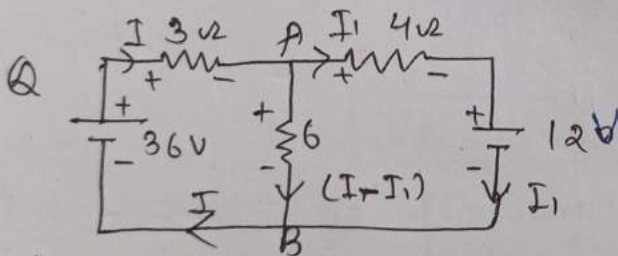 I 3Ω A I₁ 4Ω
+ - + -
Q
+ + +
36V 6 12V
- - -
(I-I₁) I₁
I
B